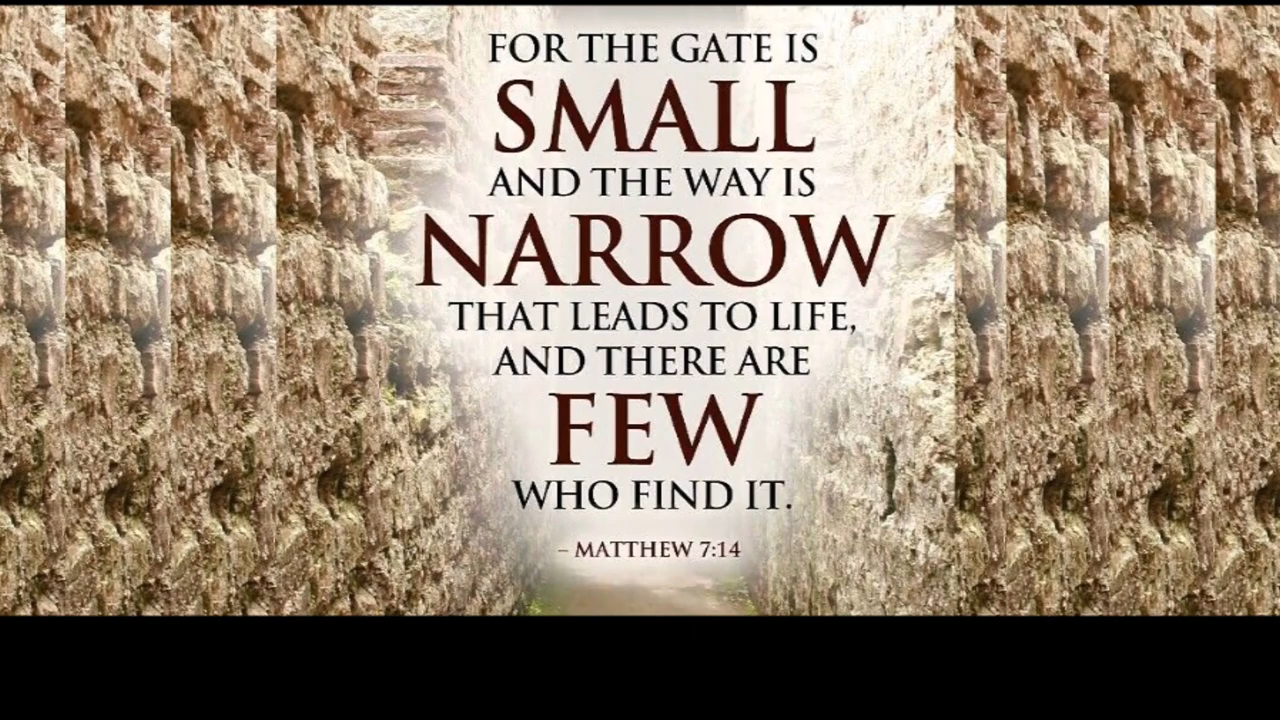 FOR THE GATE IS
SMALL
AND THE WAY IS
NARROW
THAT LEADS TO LIFE,
AND THERE ARE
FEW
WHO FIND IT.
– MATTHEW 7:14